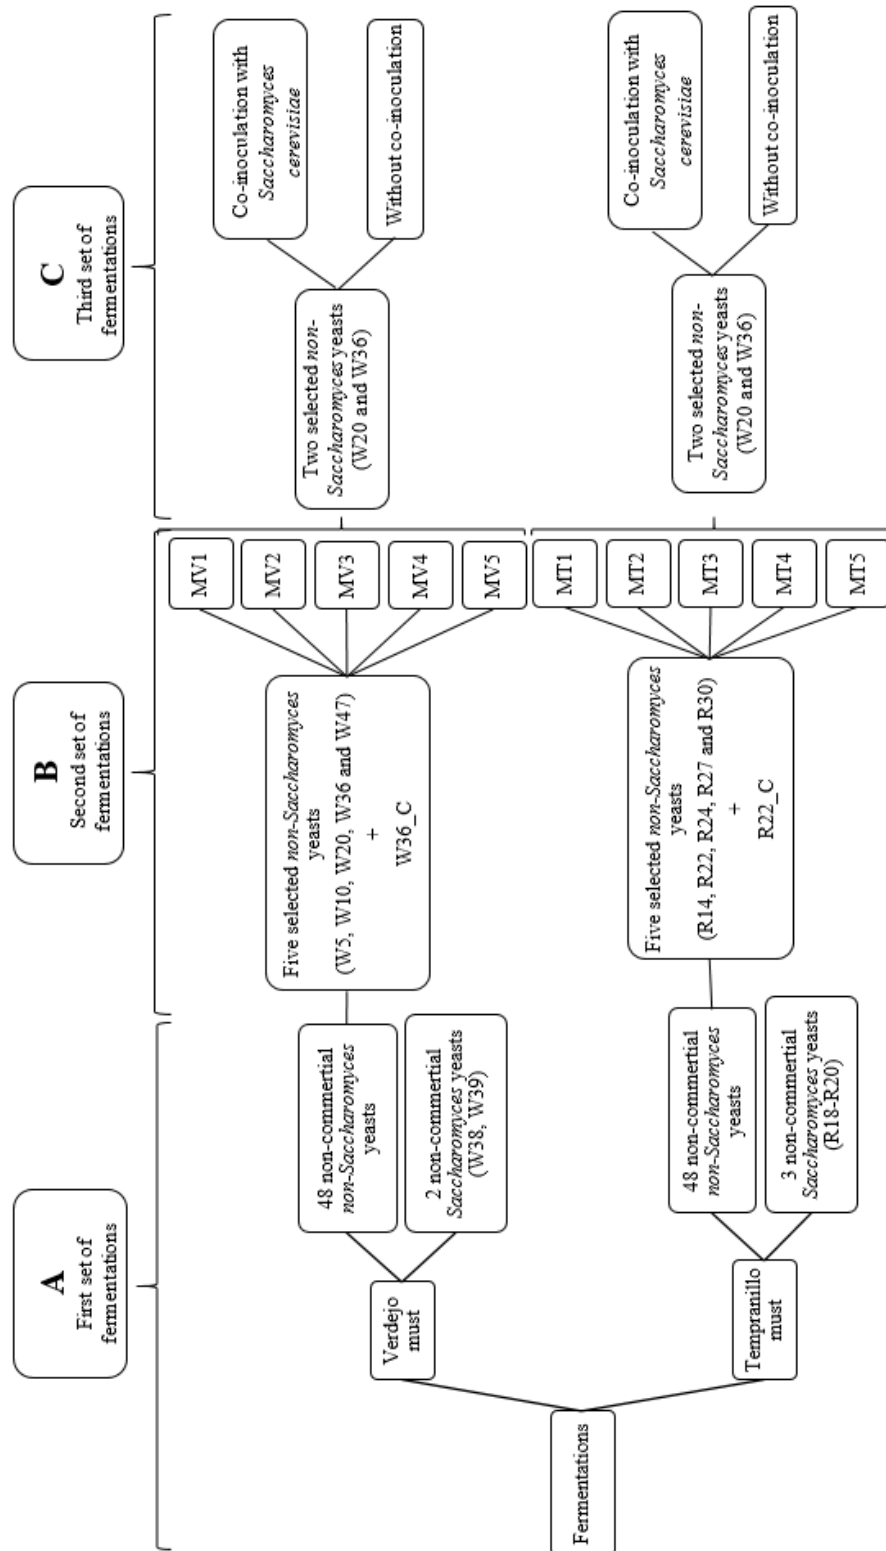 A
First set of
fermentations
B
Second set of
fermentations
C
Third set of
fermentations
Fermentations
Verdejo
must
48 non-commertial
non-Saccharomyces
yeasts
2 non-commertial
Saccharomyces yeasts
(W38, W39)
Five selected non-Saccharomyces
yeasts
(W5, W10, W20, W36 and W47)
+
W36_C
MV1
MV2
MV3
MV4
MV5
Two selected non-
Saccharomyces yeasts
(W20 and W36)
Co-inoculation with
Saccharomyces
cerevisiae
Without co-inoculation
Tempranillo
must
48 non-commertial
non-Saccharomyces
yeasts
3 non-commertial
Saccharomyces yeasts
(R18-R20)
Five selected non-Saccharomyces
yeasts
(R14, R22, R24, R27 and R30)
+
R22_C
MT1
MT2
MT3
MT4
MT5
Two selected non-
Saccharomyces yeasts
(W20 and W36)
Co-inoculation with
Saccharomyces
cerevisiae
Without co-inoculation